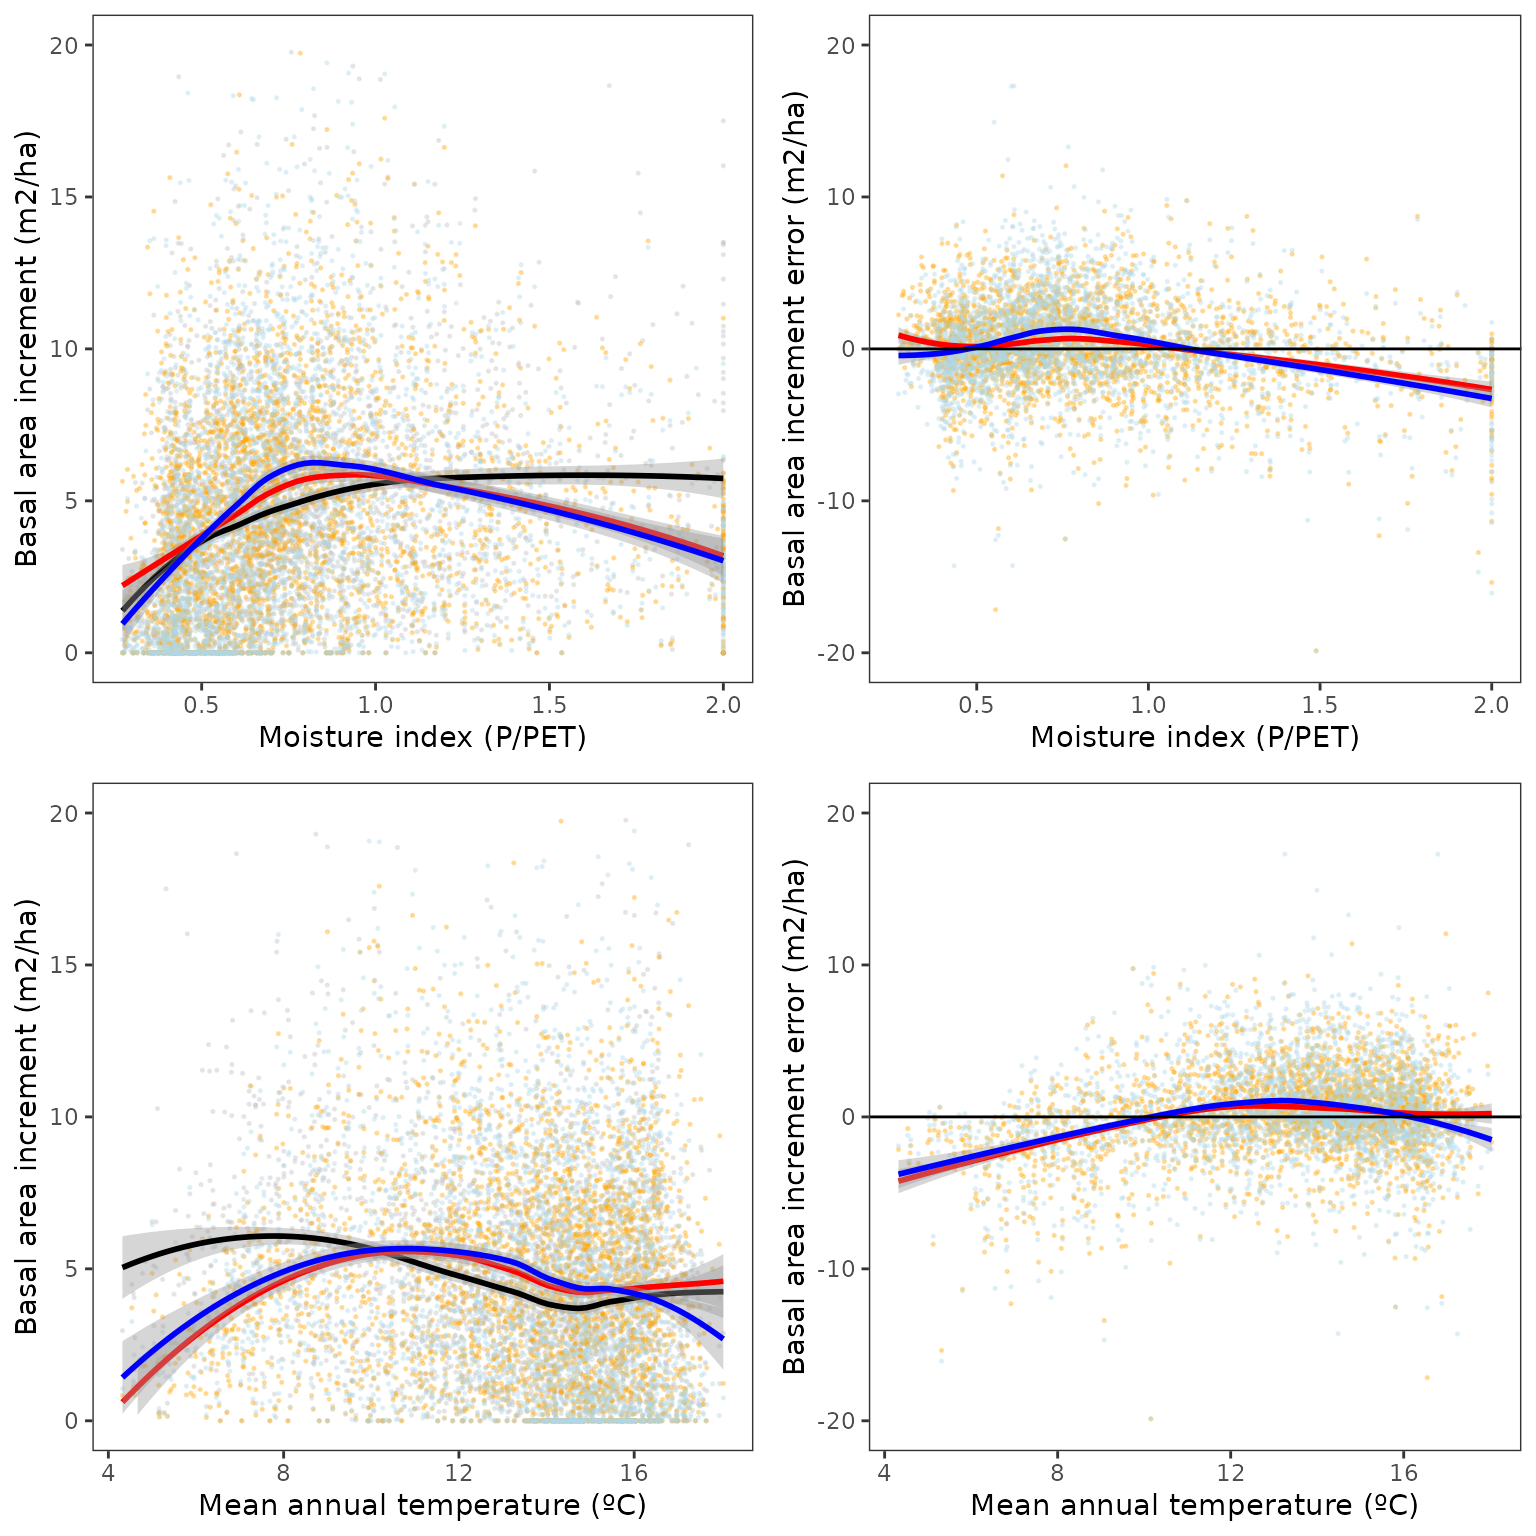 20
15
10
5
0
Basal area increment (m2/ha)
0.5 1.0 1.5 2.0
Moisture index (P/PET)
20
10
0
-10
-20
Basal area increment error (m2/ha)
0.5 1.0 1.5 2.0
Moisture index (P/PET)
20
15
10
5
0
Basal area increment (m2/ha)
4 8 12 16
Mean annual temperature (ºC)
20
10
0
-10
-20
Basal area increment error (m2/ha)
4 8 12 16
Mean annual temperature (ºC)